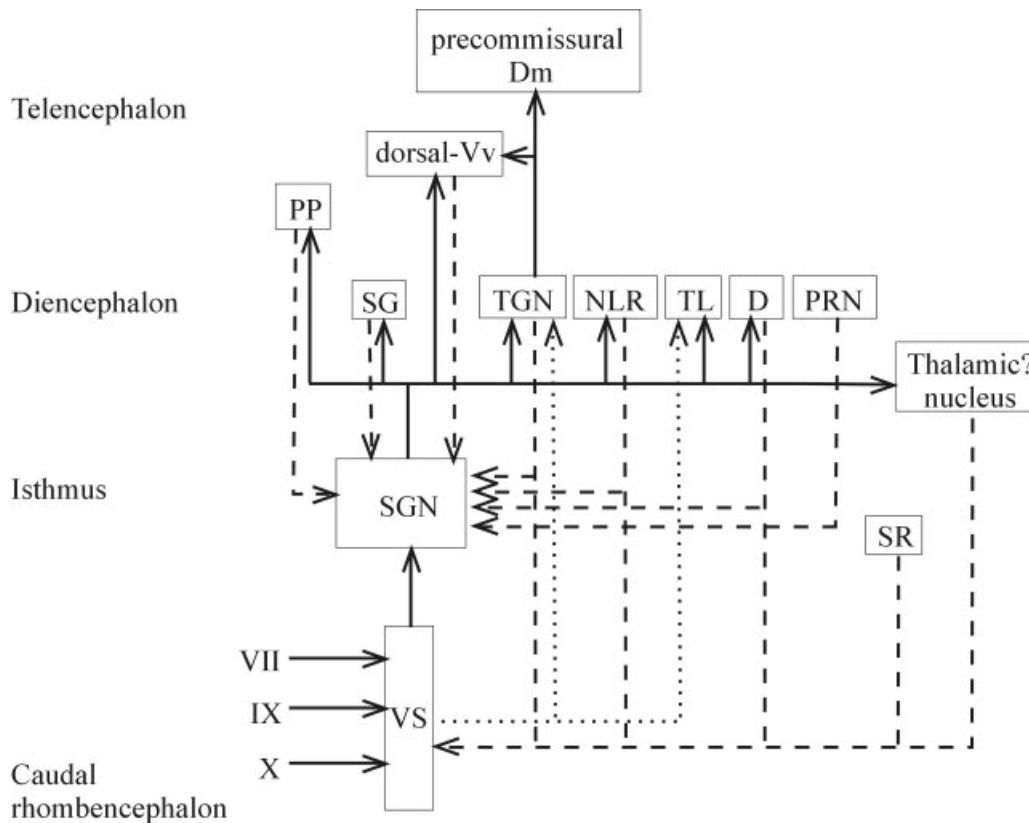 precommissural
Dm
Telencephalon
dorsal-Vv
PP
Diencephalon
SG
TGN
NLR
TL
D
PRN
Thalamic?
nucleus
Isthmus
SGN
SR
VII
IX
VS
X
Caudal
rhombencephalon